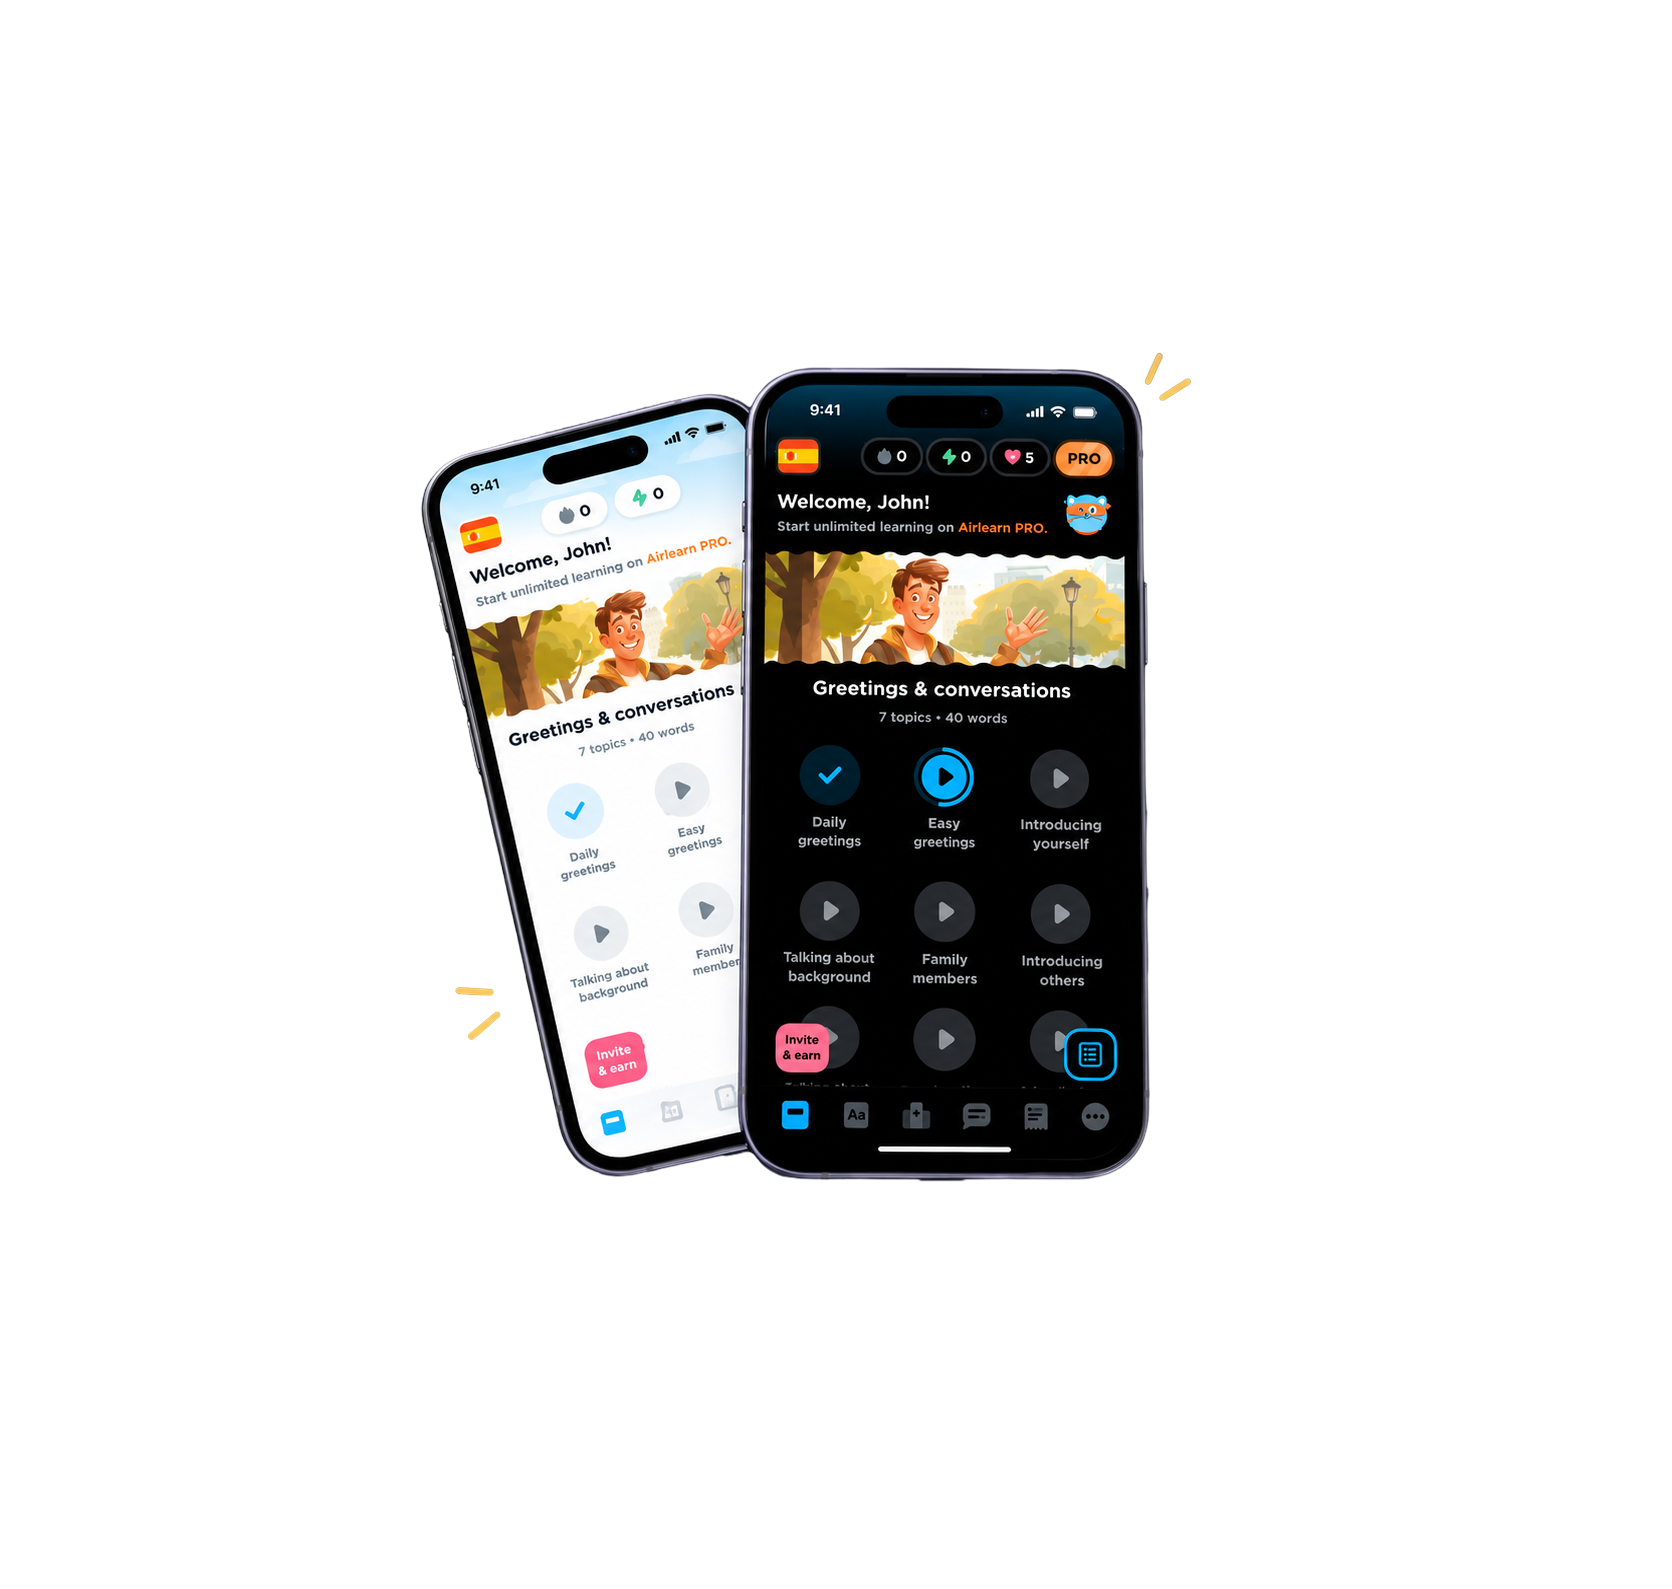 9:41
0
0
Welcome, John!
Start unlimited learning on Airlearn PRO.
Greetings & conversations
7 topics • 40 words
Daily
greetings
Easy
greetings
Talking about
background
Family
member
Invite
& earn
9:41
0
0
5
PRO
Welcome, John!
Start unlimited learning on Airlearn PRO.
Greetings & conversations
7 topics • 40 words
Daily
greetings
Easy
greetings
Introducing
yourself
Talking about
background
Family
members
Introducing
others
Invite
& earn
Talking about
Aa